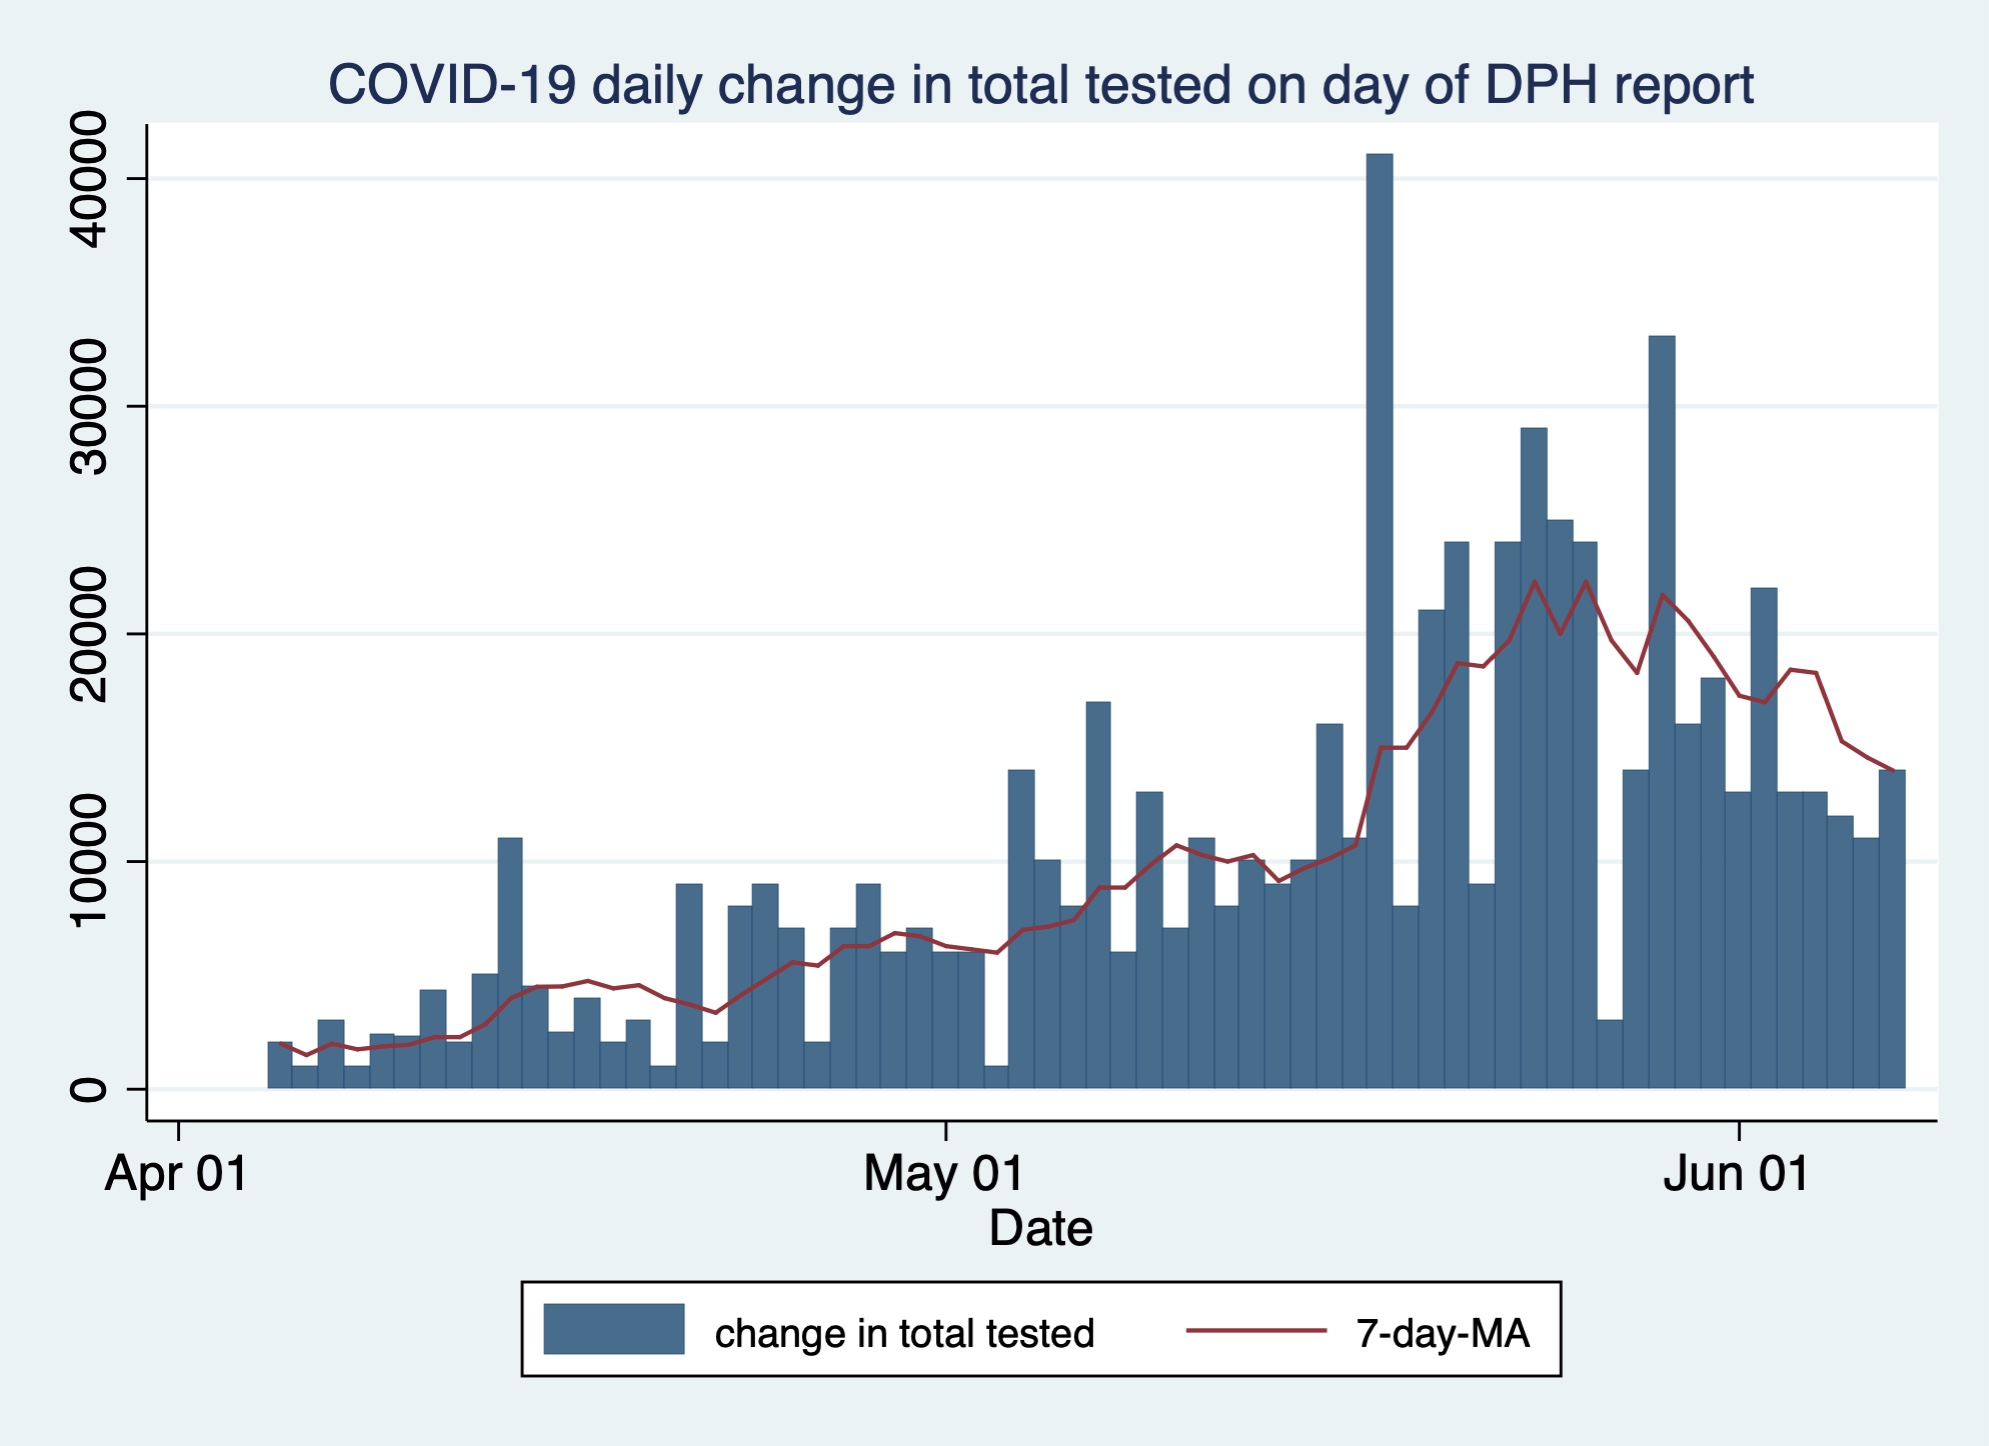 COVID-19 daily change in total tested on day of DPH report
40000
30000
20000
10000
0
Apr 01
May 01
Jun 01
Date
change in total tested
7-day-MA